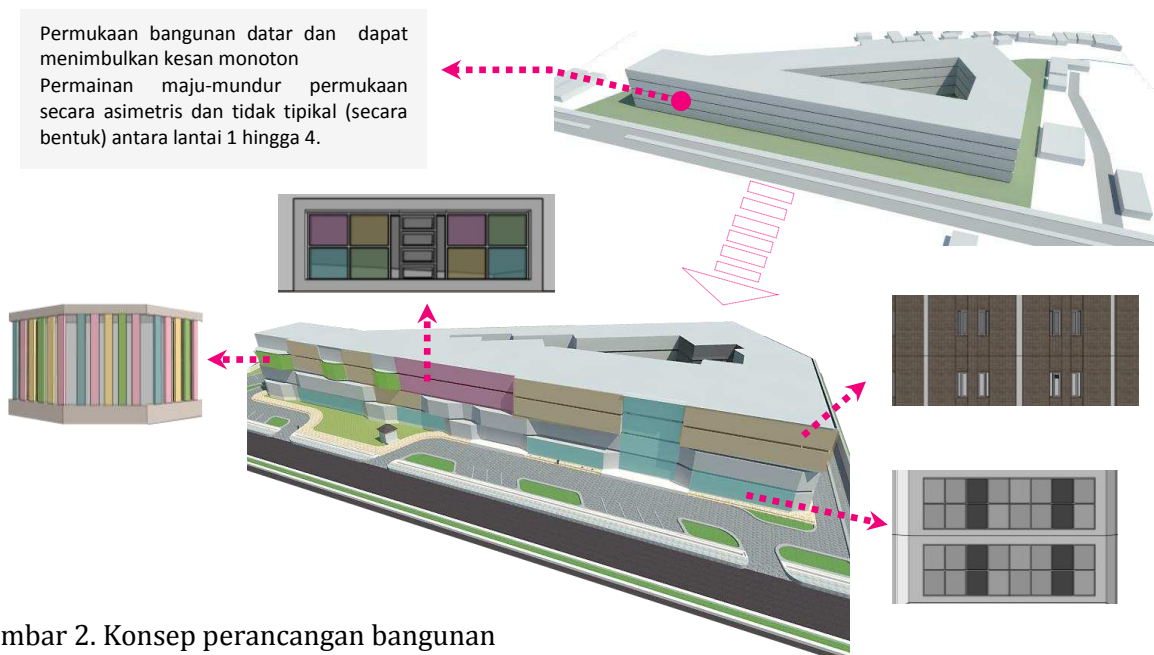 Permukaan bangunan datar dan dapat
menimbulkan kesan monoton
Permainan maju-mundur permukaan
secara asimetris dan tidak tipikal (secara
bentuk) antara lantai 1 hingga 4.
mbar 2. Konsep perancangan bangunan